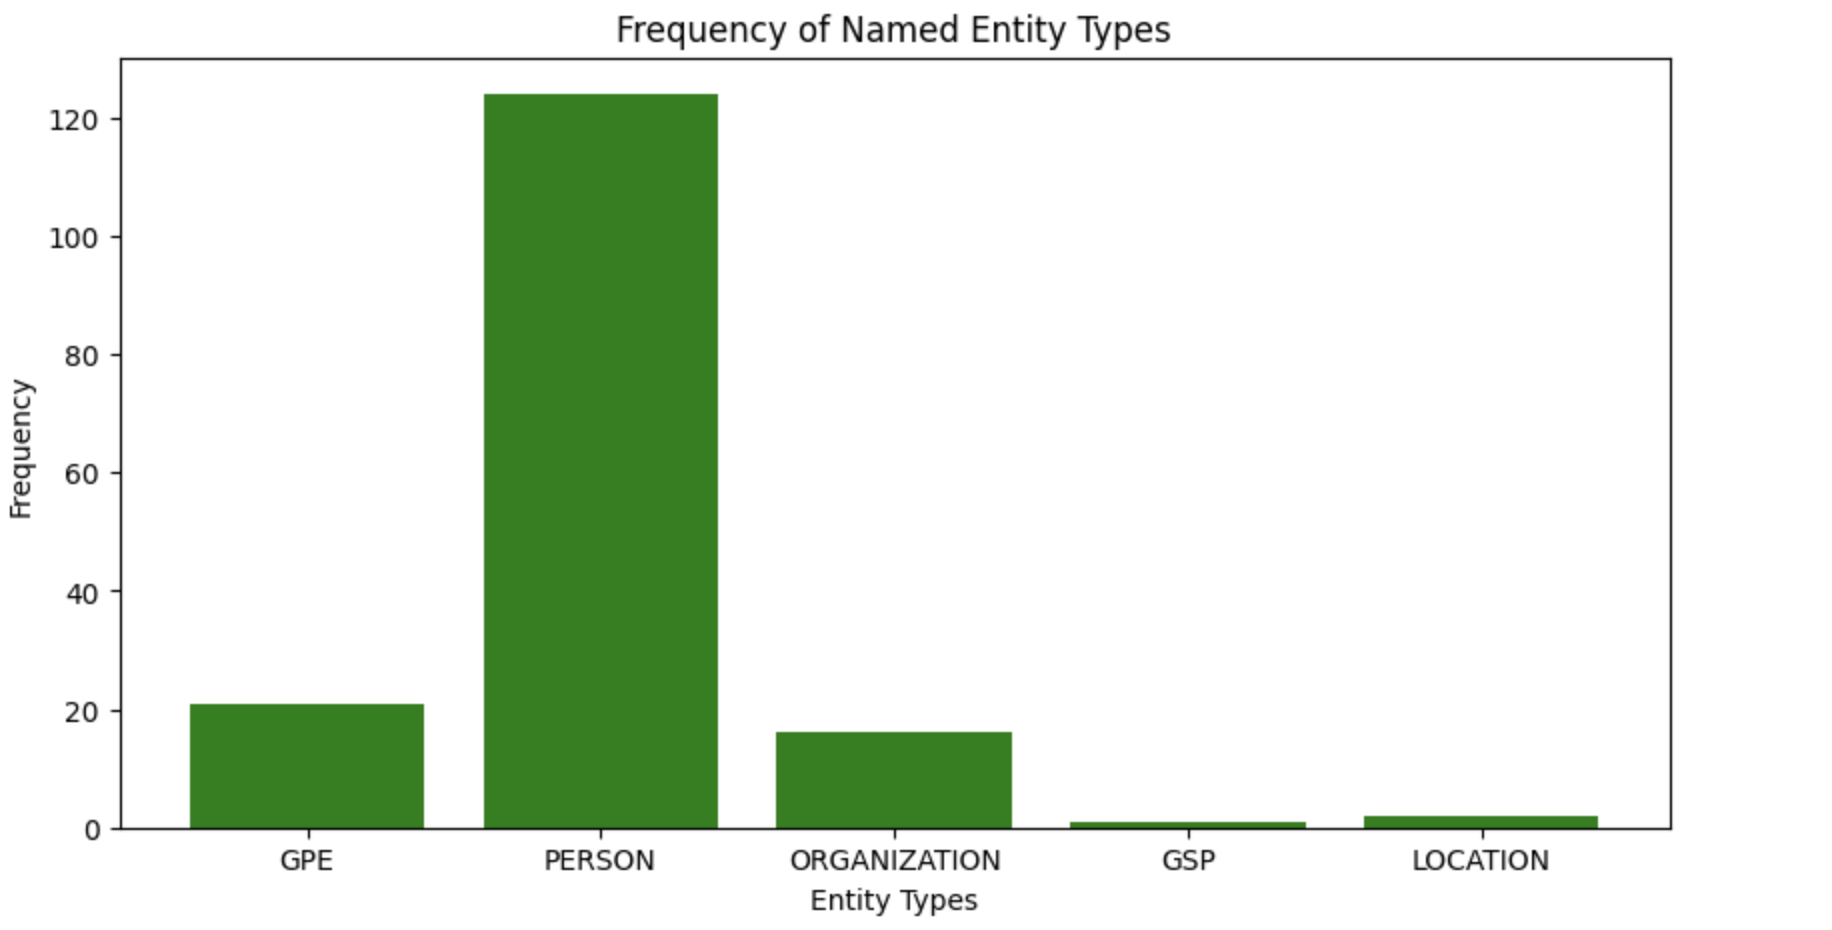 Frequency of Named Entity Types
120
100
80
60
40
20
0
Frequency
GPE PERSON ORGANIZATION GSP LOCATION
Entity Types